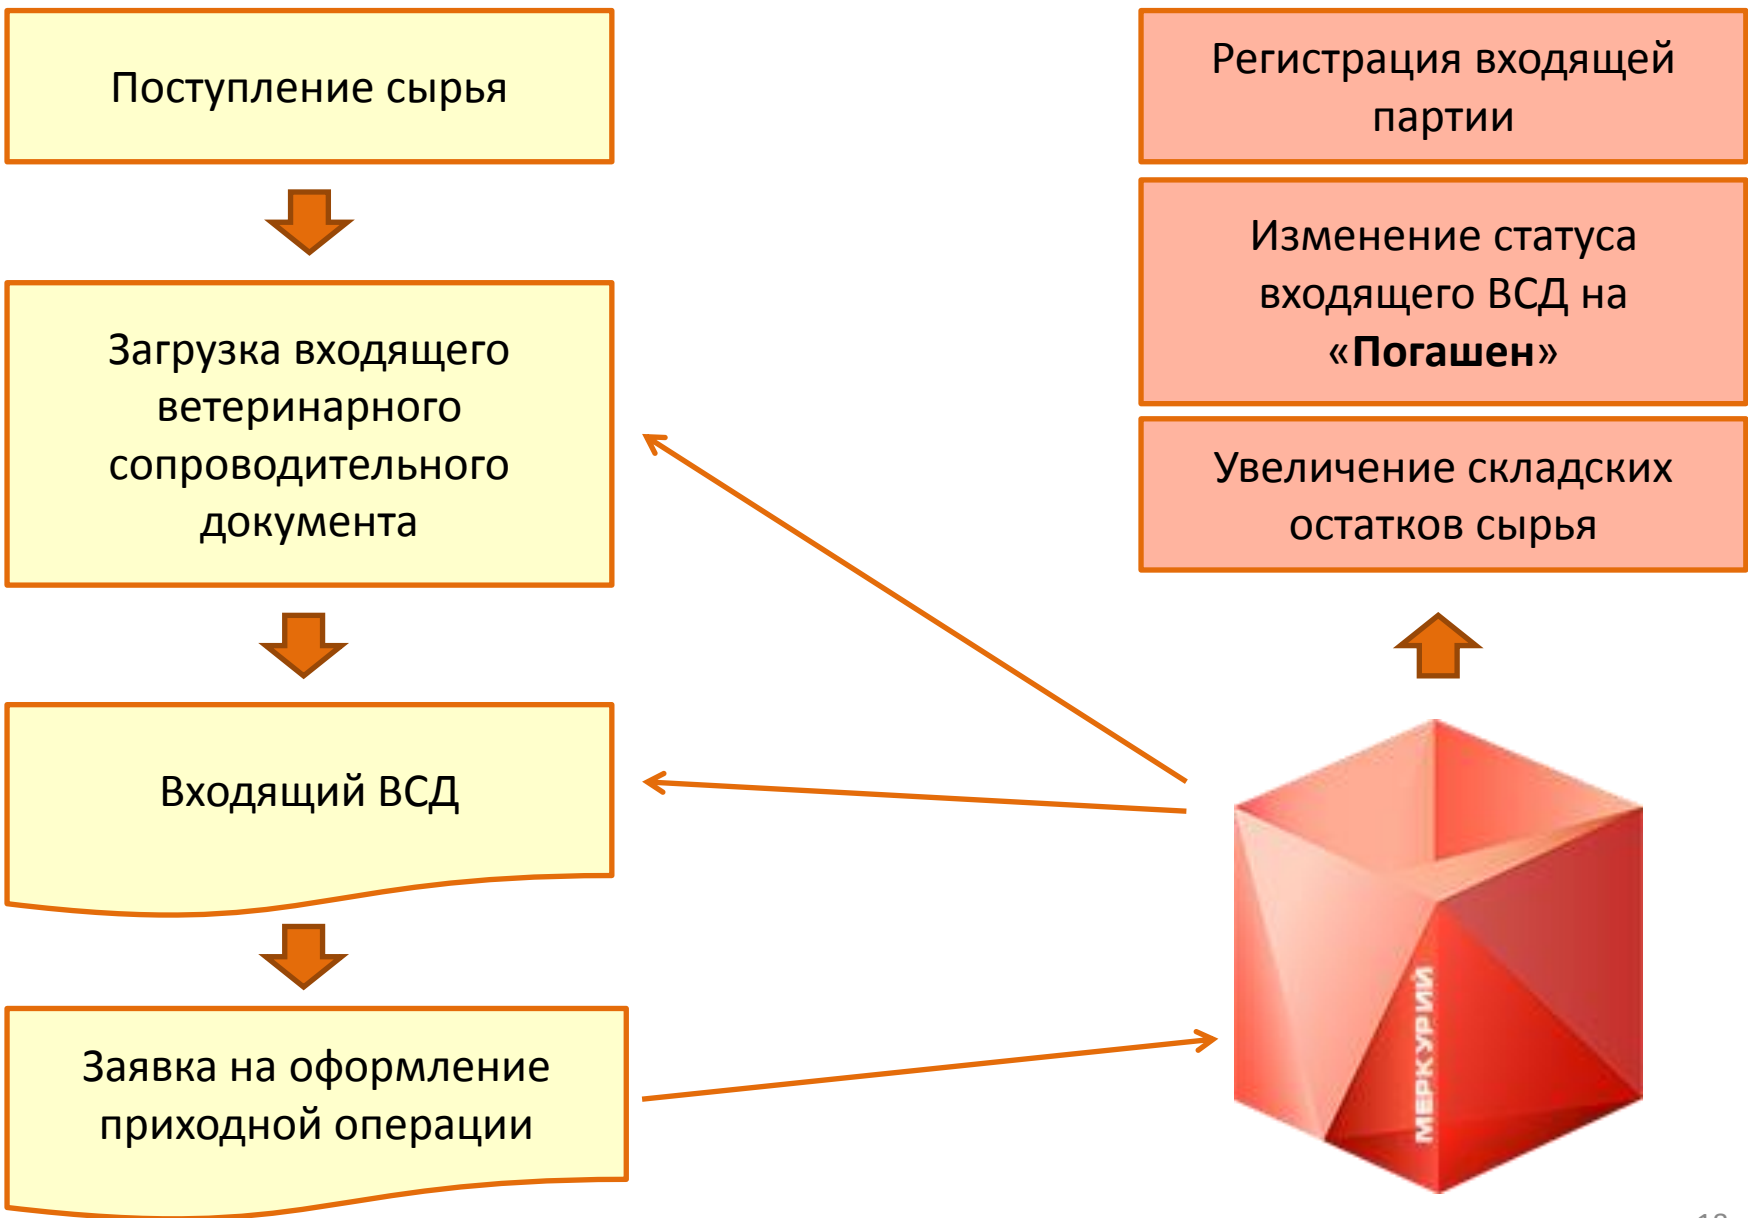 Поступление сырья
Загрузка входящего
ветеринарного
сопроводительного
документа
Входящий ВСД
Заявка на оформление
приходной операции
Регистрация входящей
партии
Изменение статуса
входящего ВСД на
«Погашен»
Увеличение складских
остатков сырья
МЕРКУРИЙ